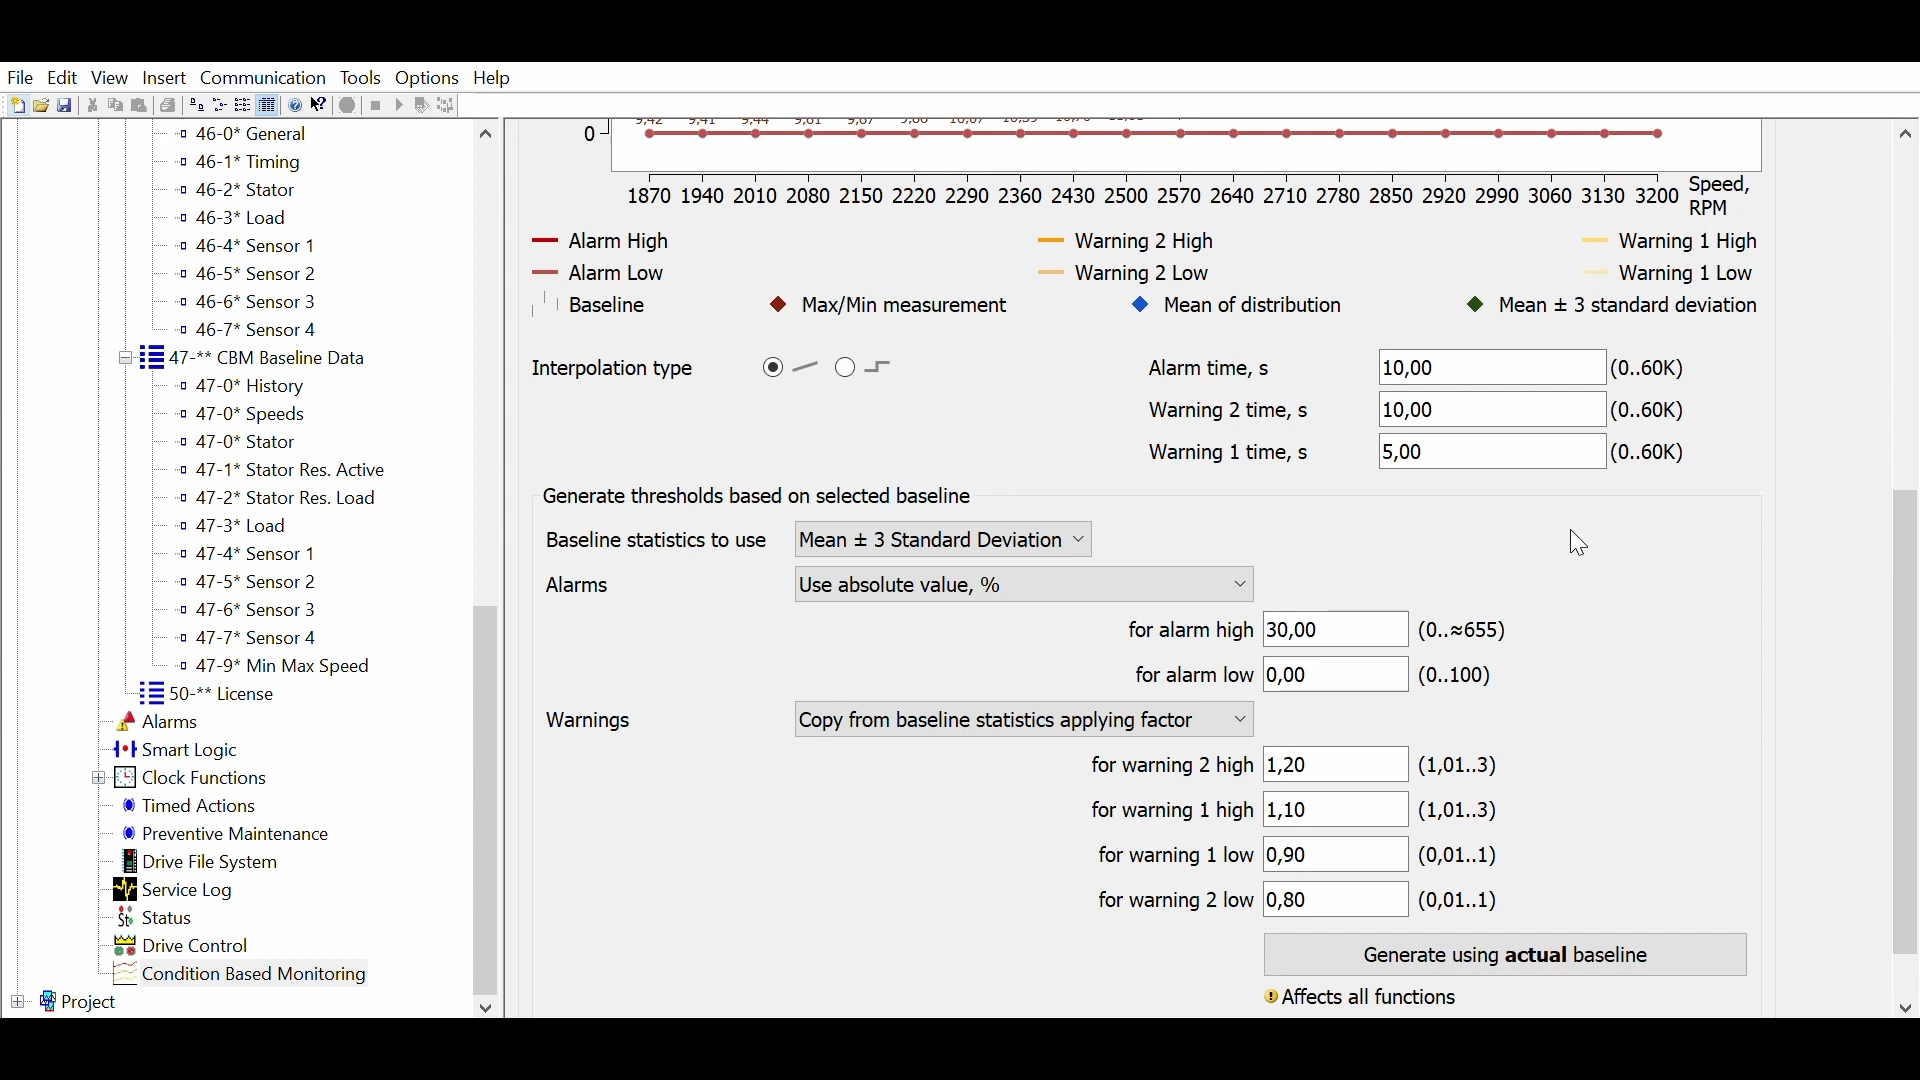 File Edit View Insert Communication Tools Options Help
46-0* General
46-1* Timing
46-2* Stator
46-3* Load
46-4* Sensor 1
46-5* Sensor 2
46-6* Sensor 3
46-7* Sensor 4
47-** CBM Baseline Data
47-0* History
47-0* Speeds
47-0* Stator
47-1* Stator Res. Active
47-2* Stator Res. Load
47-3* Load
47-4* Sensor 1
47-5* Sensor 2
47-6* Sensor 3
47-7* Sensor 4
47-9* Min Max Speed
50-** License
Alarms
Smart Logic
Clock Functions
Timed Actions
Preventive Maintenance
Drive File System
Service Log
Status
Drive Control
Condition Based Monitoring
Project
0
1870 1940 2010 2080 2150 2220 2290 2360 2430 2500 2570 2640 2710 2780 2850 2920 2990 3060 3130 3200
Speed,
RPM
Alarm High Warning 2 High Warning 1 High
Alarm Low Warning 2 Low Warning 1 Low
Baseline Max/Min measurement Mean of distribution Mean ± 3 standard deviation
Interpolation type Alarm time, s 10,00 (0..60K)
Warning 2 time, s 10,00 (0..60K)
Warning 1 time, s 5,00 (0..60K)
Generate thresholds based on selected baseline
Baseline statistics to use Mean ± 3 Standard Deviation
Alarms Use absolute value, %
for alarm high 30,00 (0..≈655)
for alarm low 0,00 (0..100)
Warnings Copy from baseline statistics applying factor
for warning 2 high 1,20 (1,01..3)
for warning 1 high 1,10 (1,01..3)
for warning 1 low 0,90 (0,01..1)
for warning 2 low 0,80 (0,01..1)
Generate using actual baseline
Affects all functions